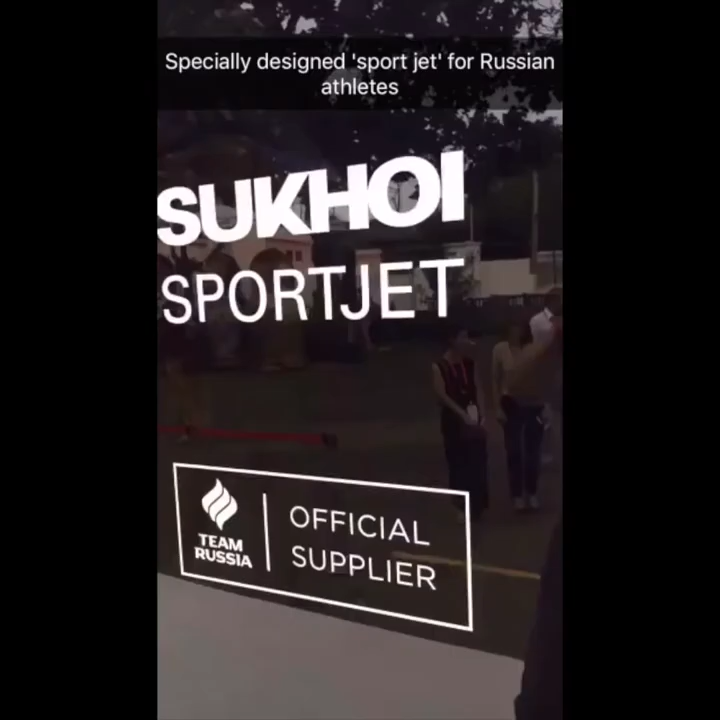 Specially designed 'sport jet' for Russian
athletes
SUKHOI
SPORTJET
TEAM
RUSSIA
OFFICIAL
SUPPLIER